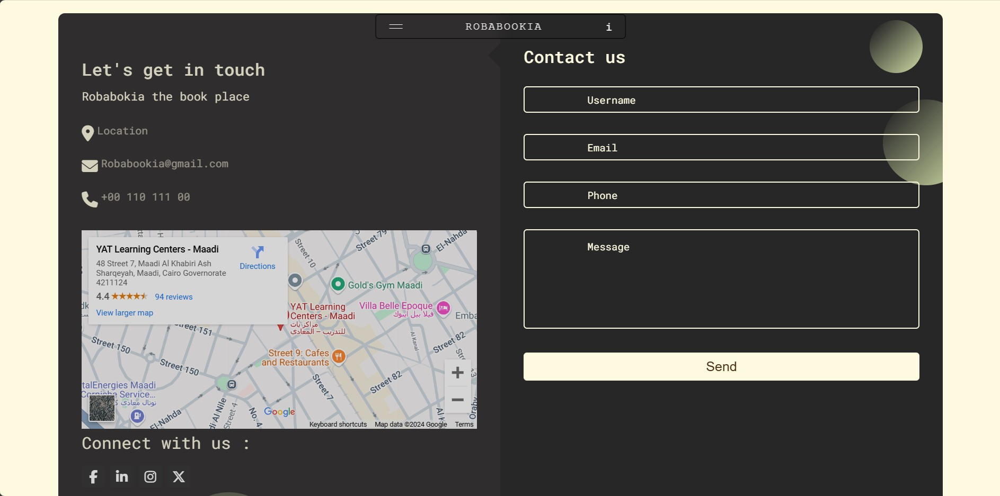 ROBABOOKIA
i
Let's get in touch
Robabokia the book place
Location
Robabookia@gmail.com
+00 110 111 00
YAT Learning Centers - Maadi
48 Street 7, Maadi Al Khabiri Ash
Sharqeyah, Maadi, Cairo Governorate
4211124
Directions
4.4
94 reviews
View larger map
Street 10
Street 79
El-Nahda
Gold's Gym Maadi
YAT Learning
Centers - Maadi
مراكز يات
للتدريب – المعادي
Villa Belle Epoque
فيلا بيل ايبوك
Emba
Street 151
Street 150
Street 150
Al Kanal
Street 82
Street 9: Cafes
and Restaurants
Street 82
Street 7
talEnergies Maadi
Corniche Service...
توتال معادي ك
El-Nahda
di Al Nile
Street 4
No. 4
Al K
Oraby
Google
Keyboard shortcuts
Map data ©2024 Google
Terms
Connect with us :
f
in
X
Contact us
Username
Email
Phone
Message
Send